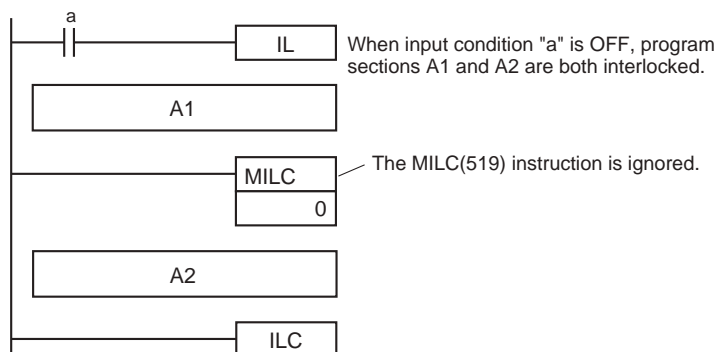 a
IL
When input condition "a" is OFF, program
sections A1 and A2 are both interlocked.
A1
MILC
The MILC(519) instruction is ignored.
0
A2
ILC